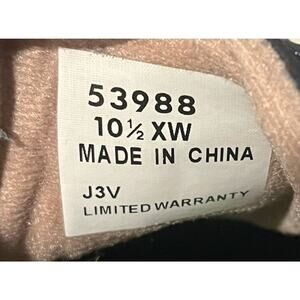 53988
10½ XW
MADE IN CHINA
J3V
LIMITED WARRANTY